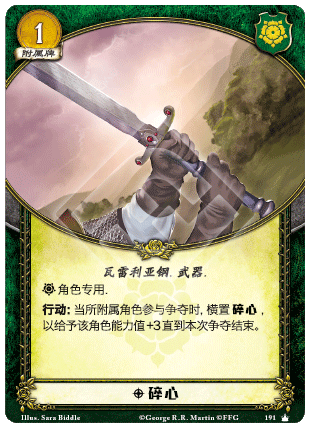 1
附属牌
瓦雷利亚钢. 武器.
角色专用.
行动: 当所附属角色参与争夺时, 横置 碎心,
以给予该角色能力值+3直到本次争夺结束。
碎心
Illus. Sara Biddle ©George R.R. Martin ©FFG 191